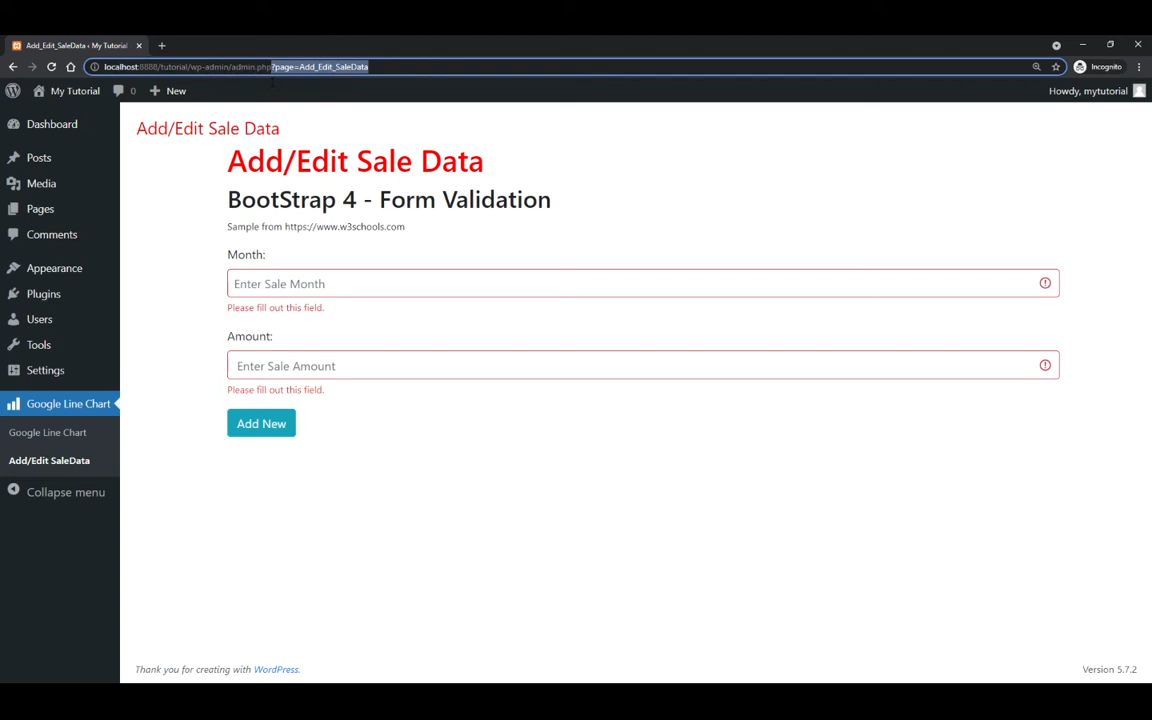 Add_Edit_SaleData ‹ My Tutorial
localhost:8888/tutorial/wp-admin/admin.php?page=Add_Edit_SaleData
Incognito
My Tutorial
0
New
Howdy, mytutorial
Dashboard
Posts
Media
Pages
Comments
Appearance
Plugins
Users
Tools
Settings
Google Line Chart
Google Line Chart
Add/Edit SaleData
Collapse menu
Add/Edit Sale Data
Add/Edit Sale Data
BootStrap 4 - Form Validation
Sample from https://www.w3schools.com
Month:
Enter Sale Month
Please fill out this field.
Amount:
Enter Sale Amount
Please fill out this field.
Add New
Thank you for creating with WordPress.
Version 5.7.2